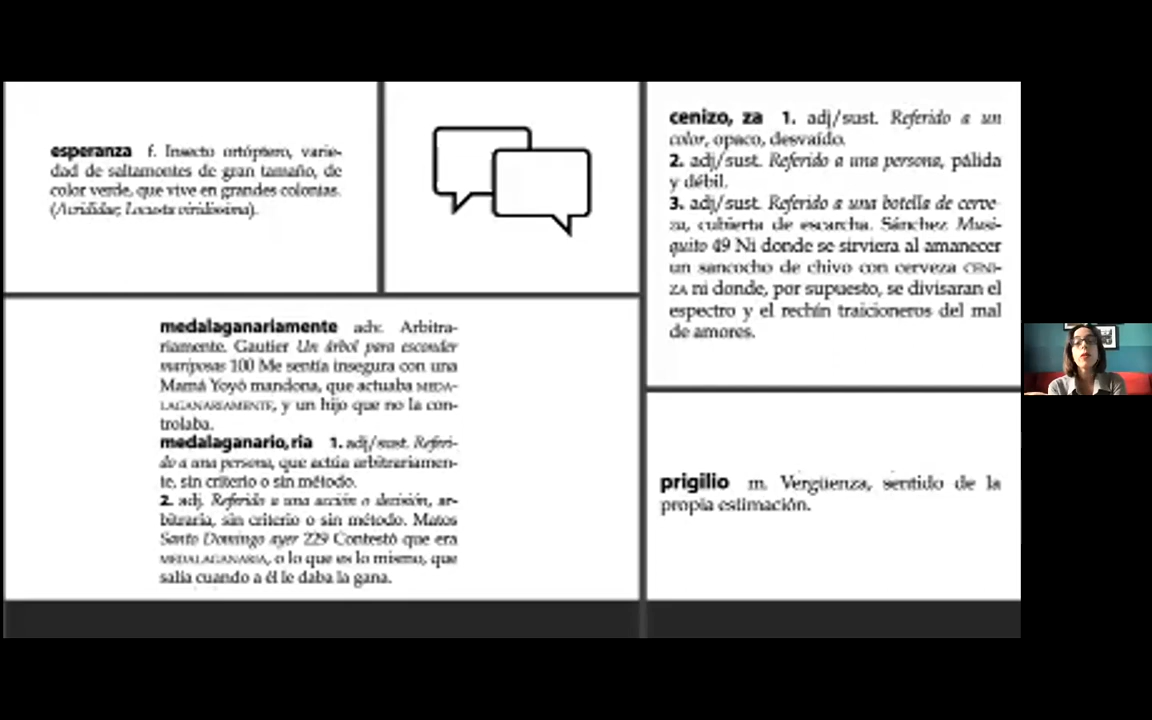 esperanza f. Insecto ortóptero, varie-
dad de saltamontes de gran tamaño, de
color verde, que vive en grandes colonias.
(Acrididae; Locusta viridissima).
cenizo, za 1. adj/sust. Referido a un
color, opaco, desvaído.
2. adj/sust. Referido a una persona, pálida
y débil.
3. adj/sust. Referido a una botella de cerve-
za, cubierta de escarcha. Sánchez Musi-
quito 49 Ni donde se sirviera al amanecer
un sancocho de chivo con cerveza CENI-
ZA ni donde, por supuesto, se divisaran el
espectro y el rechín traicioneros del mal
de amores.
medalaganariamente adv. Arbitra-
riamente. Gautier Un árbol para esconder
mariposas 100 Me sentía insegura con una
Mamá Yoyó mandona, que actuaba MEDA-
LAGANARIAMENTE, y un hijo que no la con-
trolaba.
medalaganario, ria 1. adj/sust. Referi-
do a una persona, que actúa arbitrariamen-
te, sin criterio o sin método.
2. adj. Referido a una acción o decisión, ar-
bitraria, sin criterio o sin método. Matos
Santo Domingo ayer 229 Contestó que era
MEDALAGANARIA, o lo que es lo mismo, que
salía cuando a él le daba la gana.
prigilio m. Vergüenza, sentido de la
propia estimación.